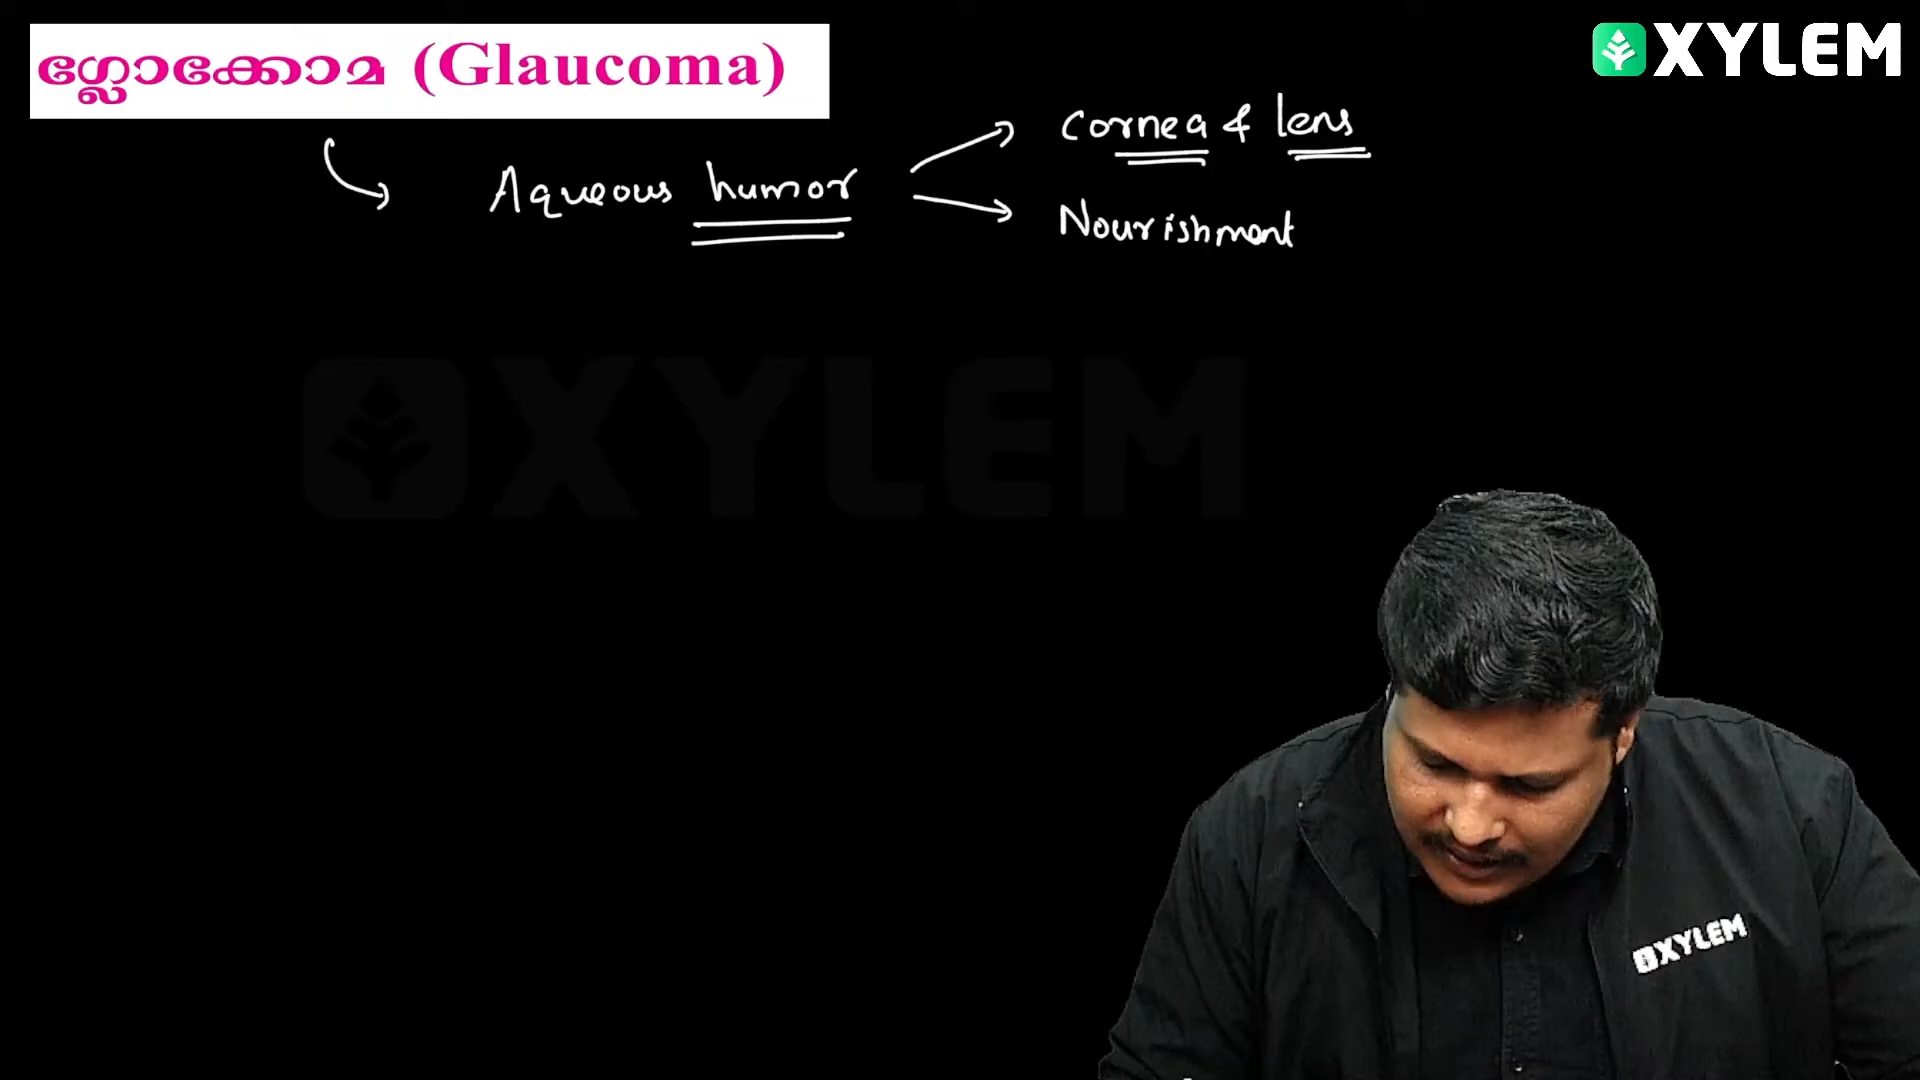 ഗ്ലോക്കോമ (Glaucoma)
XYLEM
cornea & lens
Aqueous humor
Nourishment
XYLEM
XYLEM